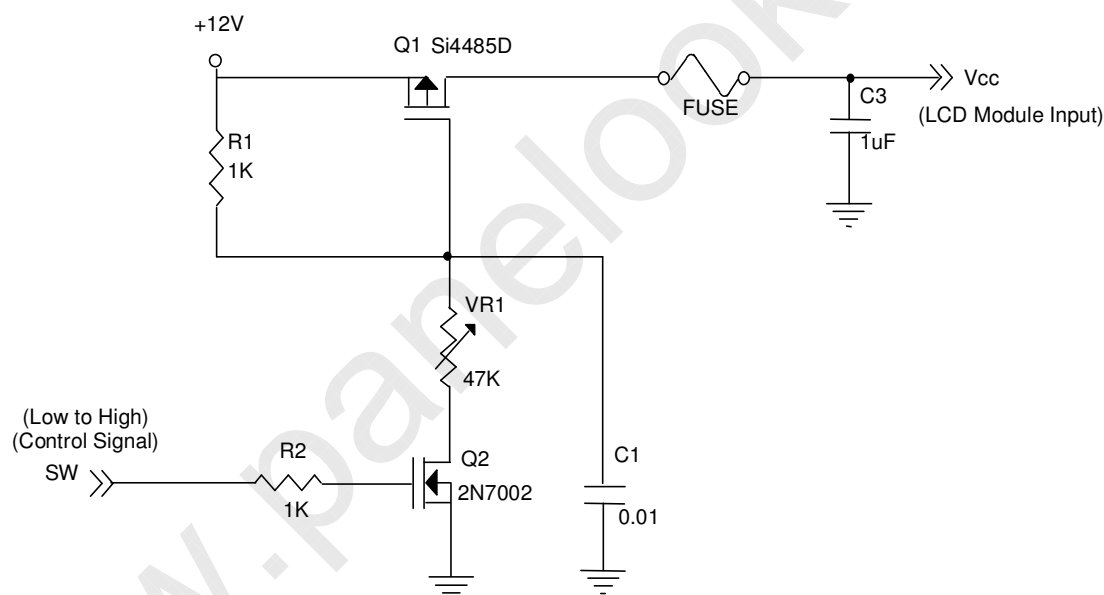 +12V
Q1 Si4485D
R1
1K
FUSE
C3
1uF
Vcc
(LCD Module Input)
VR1
47K
(Low to High)
(Control Signal)
SW
R2
1K
Q2
2N7002
C1
0.01
w.panelook